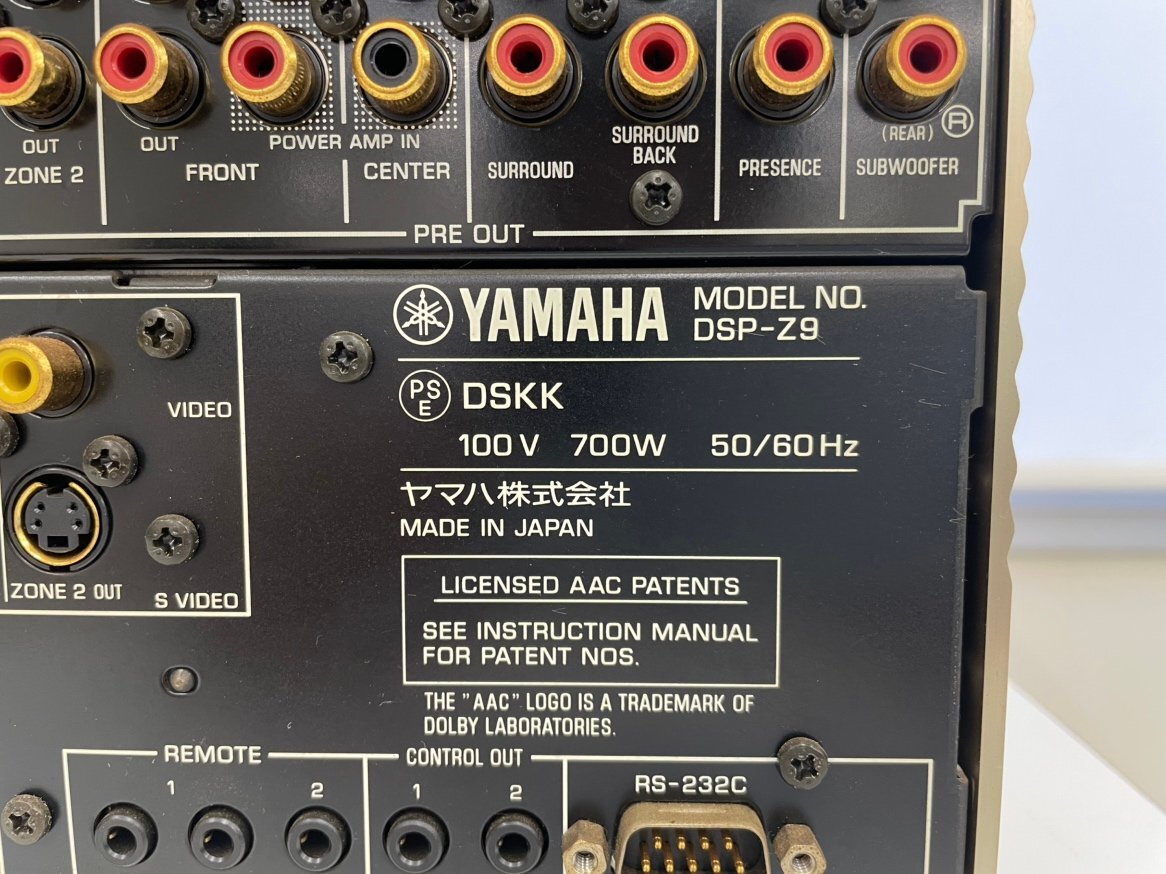 OUT
ZONE 2
OUT
FRONT
POWER AMP IN
CENTER
SURROUND
SURROUND
BACK
PRESENCE
(REAR) R
SUBWOOFER
PRE OUT
YAMAHA
MODEL NO.
DSP-Z9
PSE DSKK
100 V 700W 50/60 Hz
ヤマハ株式会社
MADE IN JAPAN
LICENSED AAC PATENTS
SEE INSTRUCTION MANUAL
FOR PATENT NOS.
THE "AAC" LOGO IS A TRADEMARK OF
DOLBY LABORATORIES.
VIDEO
ZONE 2 OUT
S VIDEO
REMOTE
1 2
CONTROL OUT
1 2
RS-232C